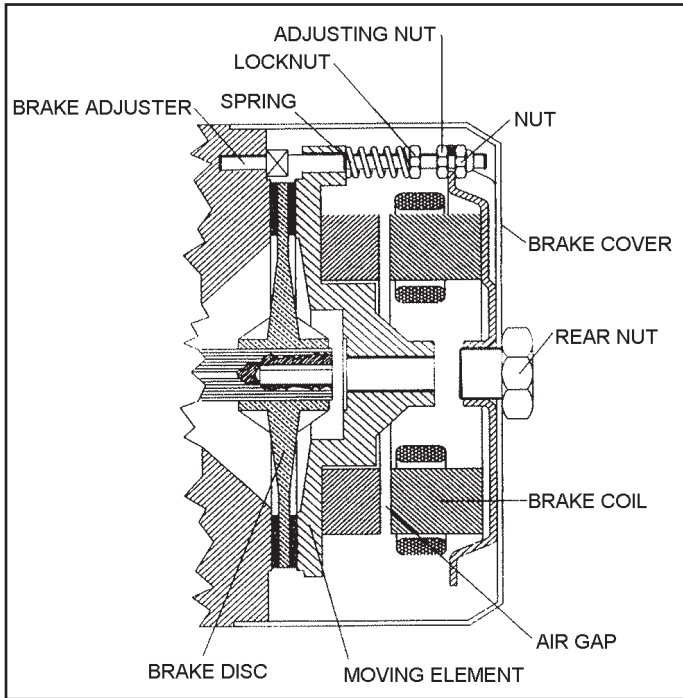 ADJUSTING NUT
LOCKNUT
SPRING
BRAKE ADJUSTER
NUT
BRAKE COVER
REAR NUT
BRAKE COIL
AIR GAP
BRAKE DISC
MOVING ELEMENT